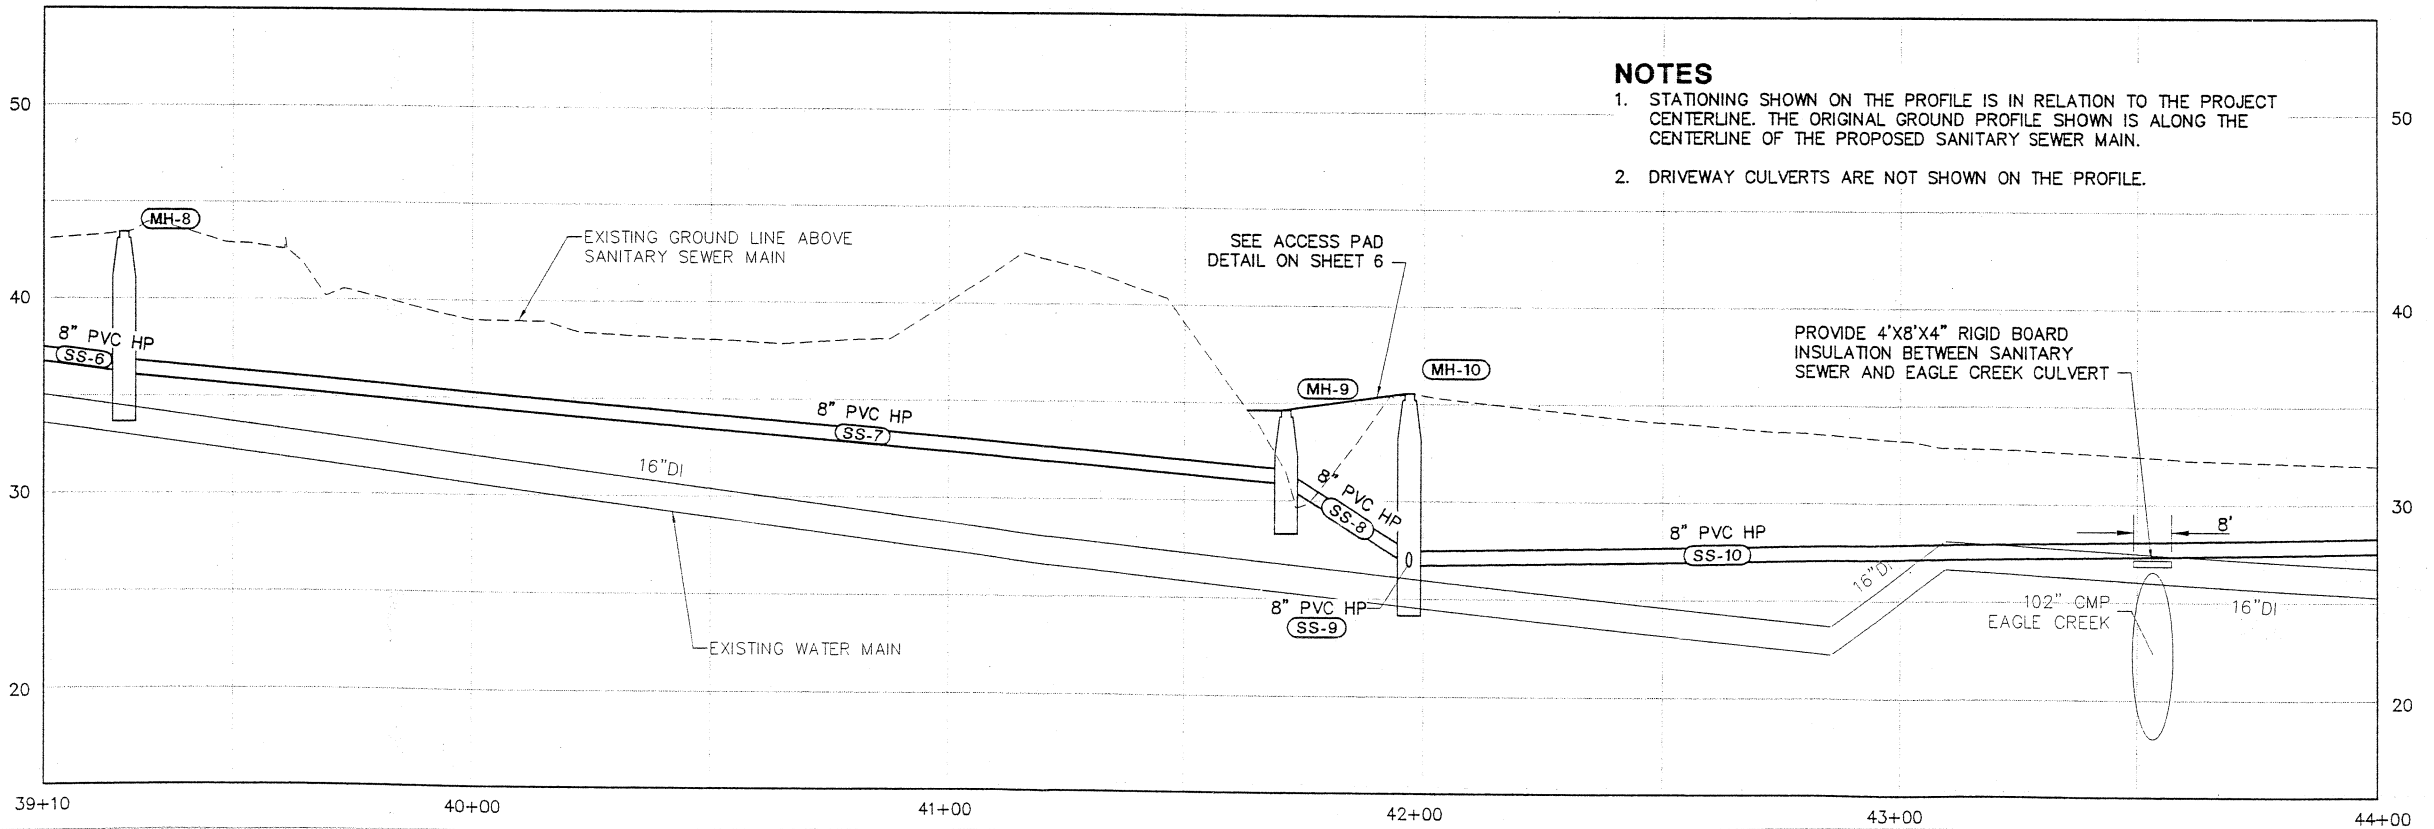 NOTES
1. STATIONING SHOWN ON THE PROFILE IS IN RELATION TO THE PROJECT
CENTERLINE. THE ORIGINAL GROUND PROFILE SHOWN IS ALONG THE
CENTERLINE OF THE PROPOSED SANITARY SEWER MAIN.
2. DRIVEWAY CULVERTS ARE NOT SHOWN ON THE PROFILE.
50
50
MH-8
EXISTING GROUND LINE ABOVE
SANITARY SEWER MAIN
SEE ACCESS PAD
DETAIL ON SHEET 6
40
40
8" PVC HP
SS-6
PROVIDE 4'X8'X4" RIGID BOARD
INSULATION BETWEEN SANITARY
SEWER AND EAGLE CREEK CULVERT
MH-9
MH-10
8" PVC HP
SS-7
16"DI
30
30
8" PVC HP
SS-8
8" PVC HP
SS-10
8'
16"DI
8" PVC HP
SS-9
102" CMP
EAGLE CREEK
16"DI
EXISTING WATER MAIN
20
20
39+10
40+00
41+00
42+00
43+00
44+00